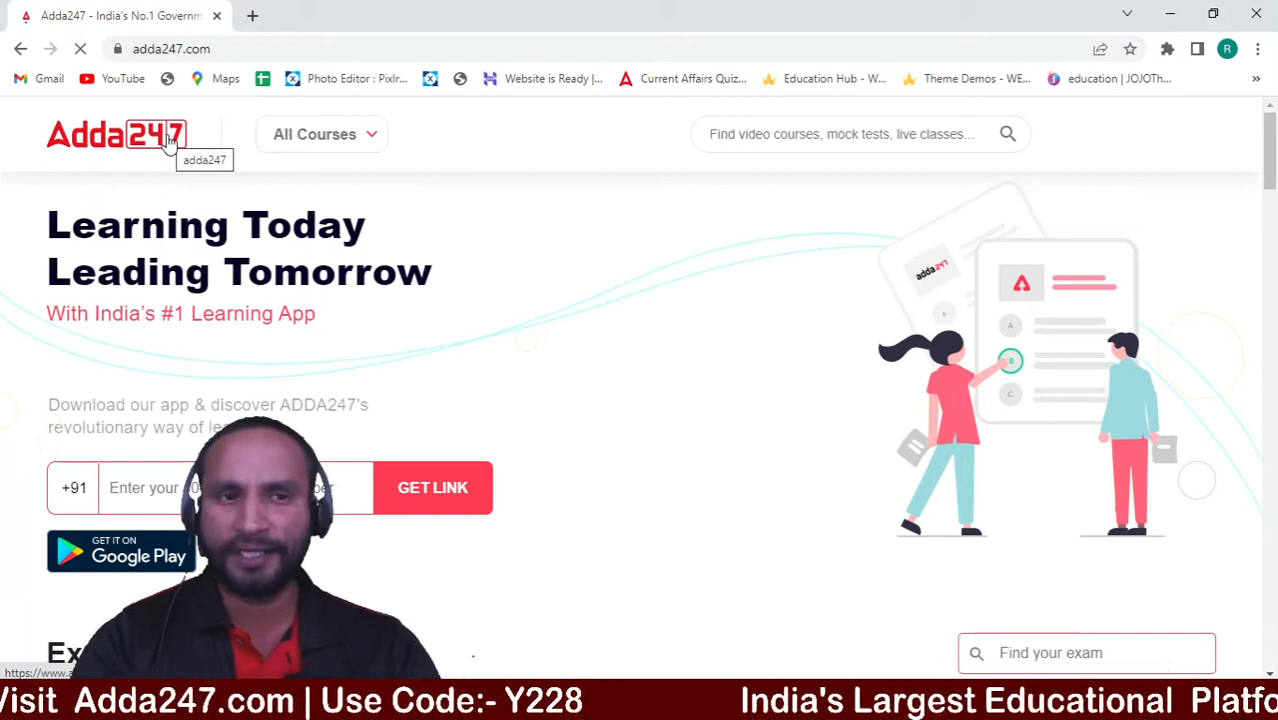 Adda247 - India's No.1 Governm
adda247.com
R
Gmail
YouTube
Maps
Photo Editor : Pixlr...
Website is Ready |...
Current Affairs Quiz...
Education Hub - W...
Theme Demos - WE...
education | JOJOTh...
Adda247
All Courses
Find video courses, mock tests, live classes...
adda247
Learning Today
Leading Tomorrow
With India's #1 Learning App
adda247
A
B
C
Download our app & discover ADDA247's
revolutionary way of
+91
Enter your
GET LINK
GET IT ON
Google Play
Find your exam
https://www.a
Visit Adda247.com | Use Code:- Y228
India's Largest Educational Platfo